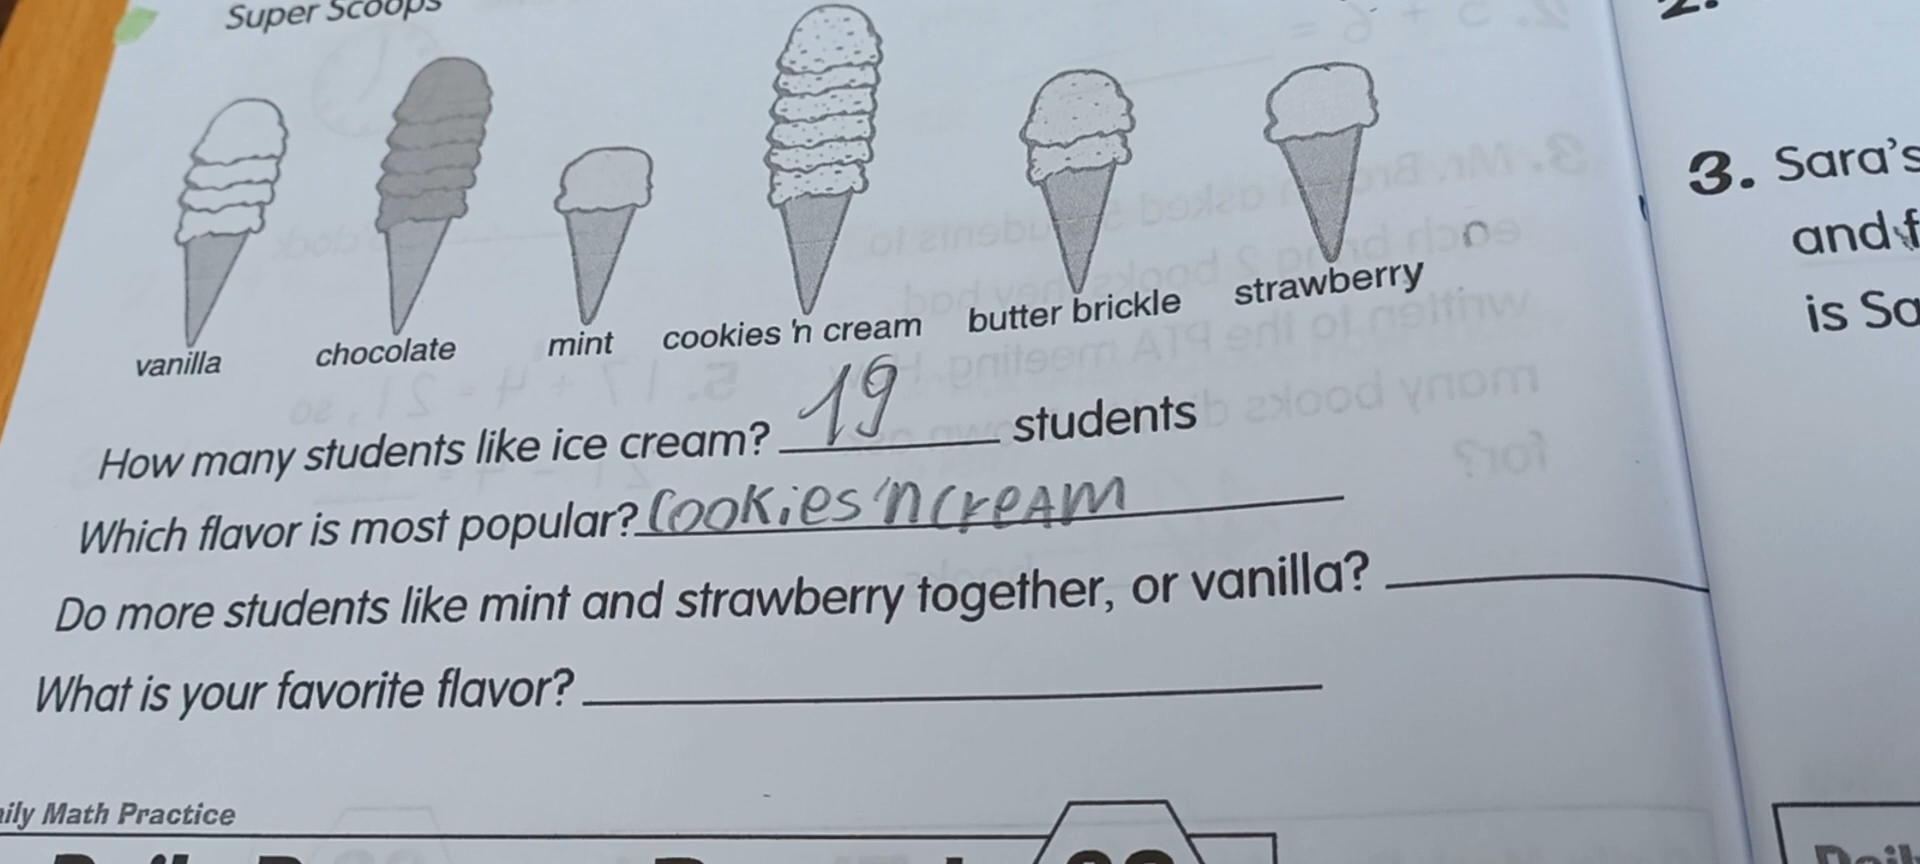 Super Scoops
vanilla
chocolate
mint
cookies 'n cream
butter brickle
strawberry
How many students like ice cream? 19 students
Which flavor is most popular? Cookies 'n cream
Do more students like mint and strawberry together, or vanilla?
What is your favorite flavor?
Math Practice
3. Sara's
and
is